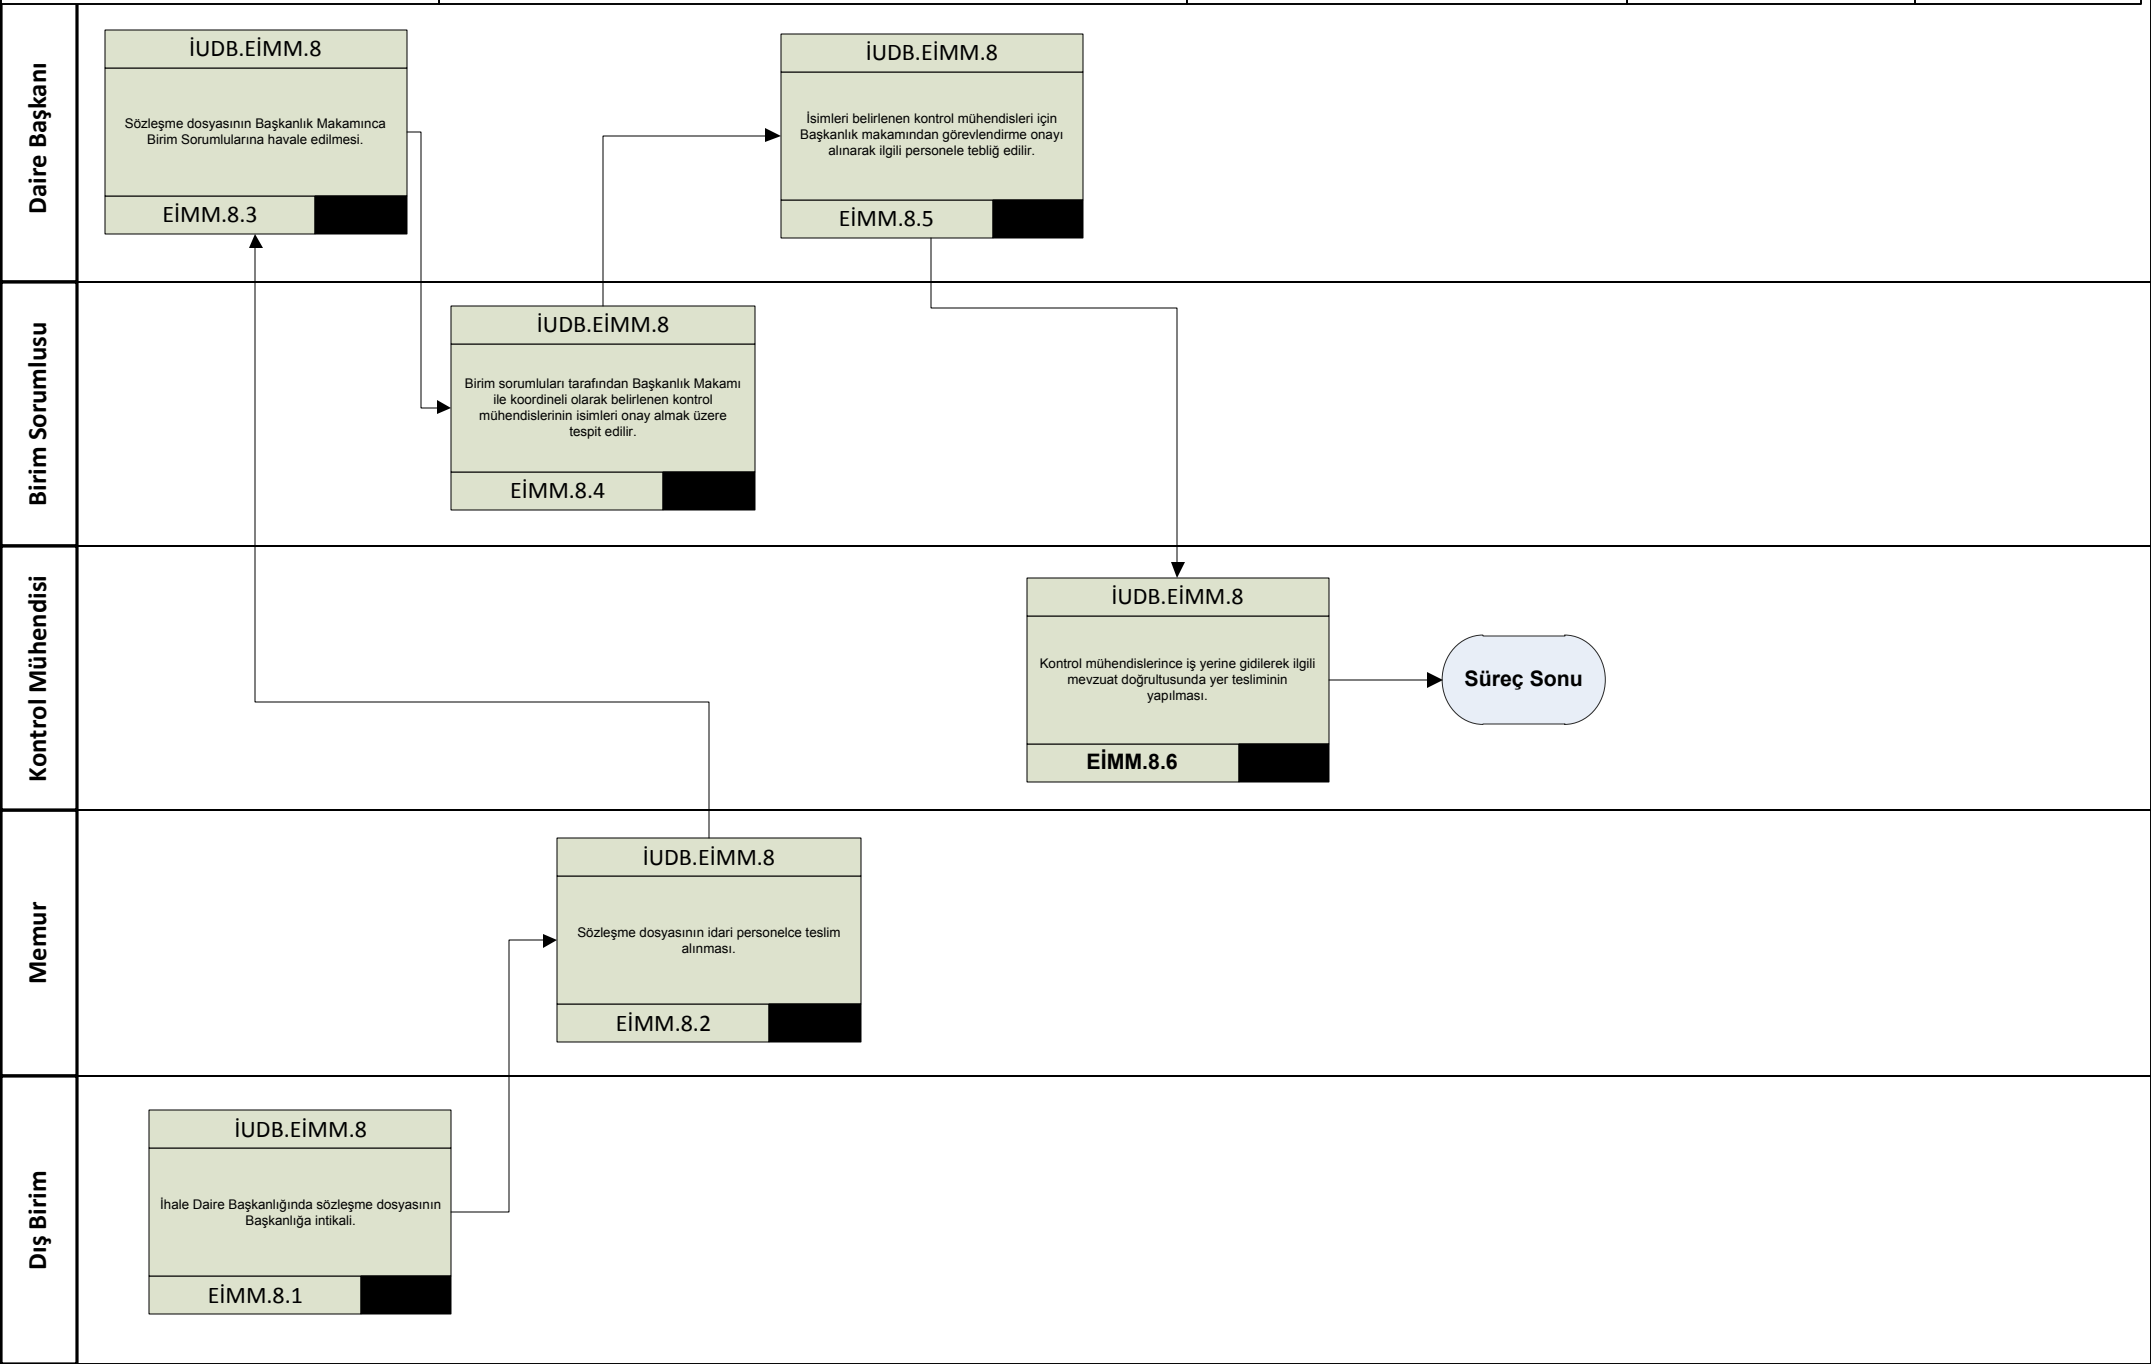 Daire Başkanı
İUDB.EİMM.8
Sözleşme dosyasının Başkanlık Makamınca
Birim Sorumlularına havale edilmesi.
EİMM.8.3
İUDB.EİMM.8
İsimleri belirlenen kontrol mühendisleri için
Başkanlık makamından görevlendirme onayı
alınarak ilgili personele tebliğ edilir.
EİMM.8.5
Birim Sorumlusu
İUDB.EİMM.8
Birim sorumluları tarafından Başkanlık Makamı
ile koordineli olarak belirlenen kontrol
mühendislerinin isimleri onay almak üzere
tespit edilir.
EİMM.8.4
Kontrol Mühendisi
İUDB.EİMM.8
Kontrol mühendislerince iş yerine gidilerek ilgili
mevzuat doğrultusunda yer tesliminin
yapılması.
EİMM.8.6
Süreç Sonu
Memur
İUDB.EİMM.8
Sözleşme dosyasının idari personelce teslim
alınması.
EİMM.8.2
Dış Birim
İUDB.EİMM.8
İhale Daire Başkanlığında sözleşme dosyasının
Başkanlığa intikali.
EİMM.8.1